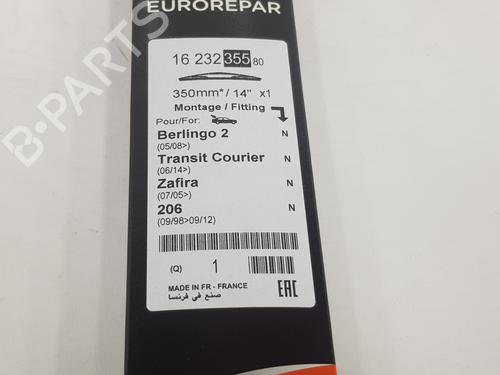 EUROREPAR
16 232 355 80
350mm*/ 14" x1
Montage / Fitting
Pour/For:
Berlingo 2 N
(05/08>)
Transit Courier N
(06/14>)
Zafira N
(07/05>)
206 N
(09/98>09/12)
(Q) 1
MADE IN FR - FRANCE
صنع في فرنسا
EAC
B-PARTS